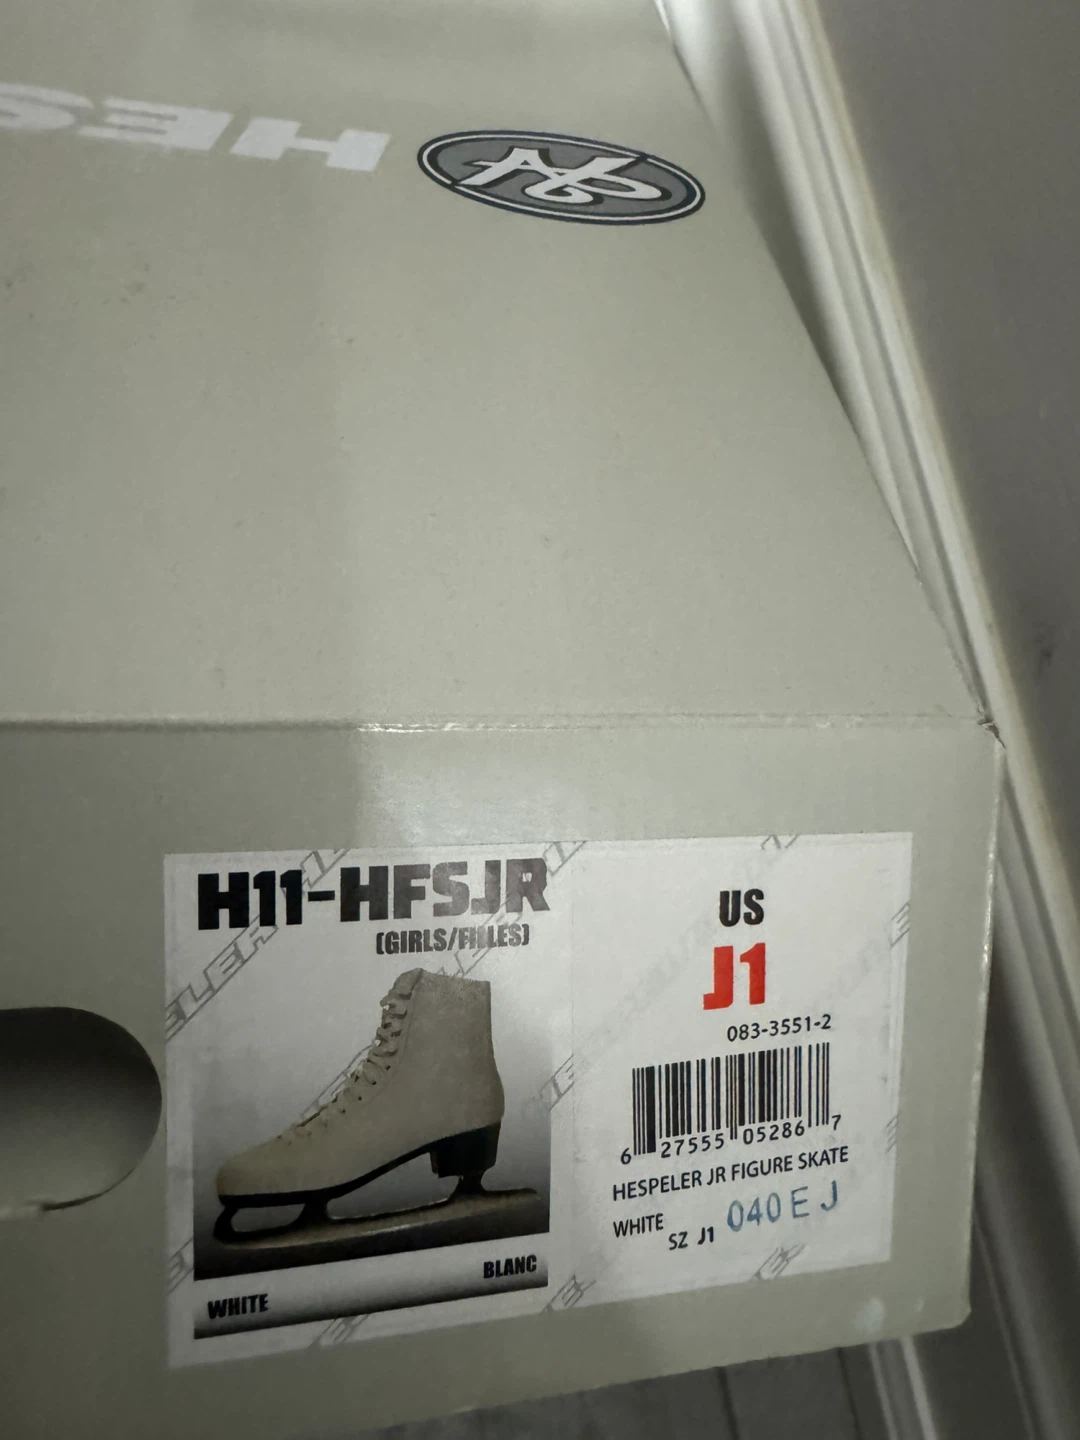 HES
H11-HFSJR
(GIRLS/FILLES)
WHITE
BLANC
US
J1
083-3551-2
6 27555 05286 7
HESPELER JR FIGURE SKATE
WHITE
SZ J1
040 E J